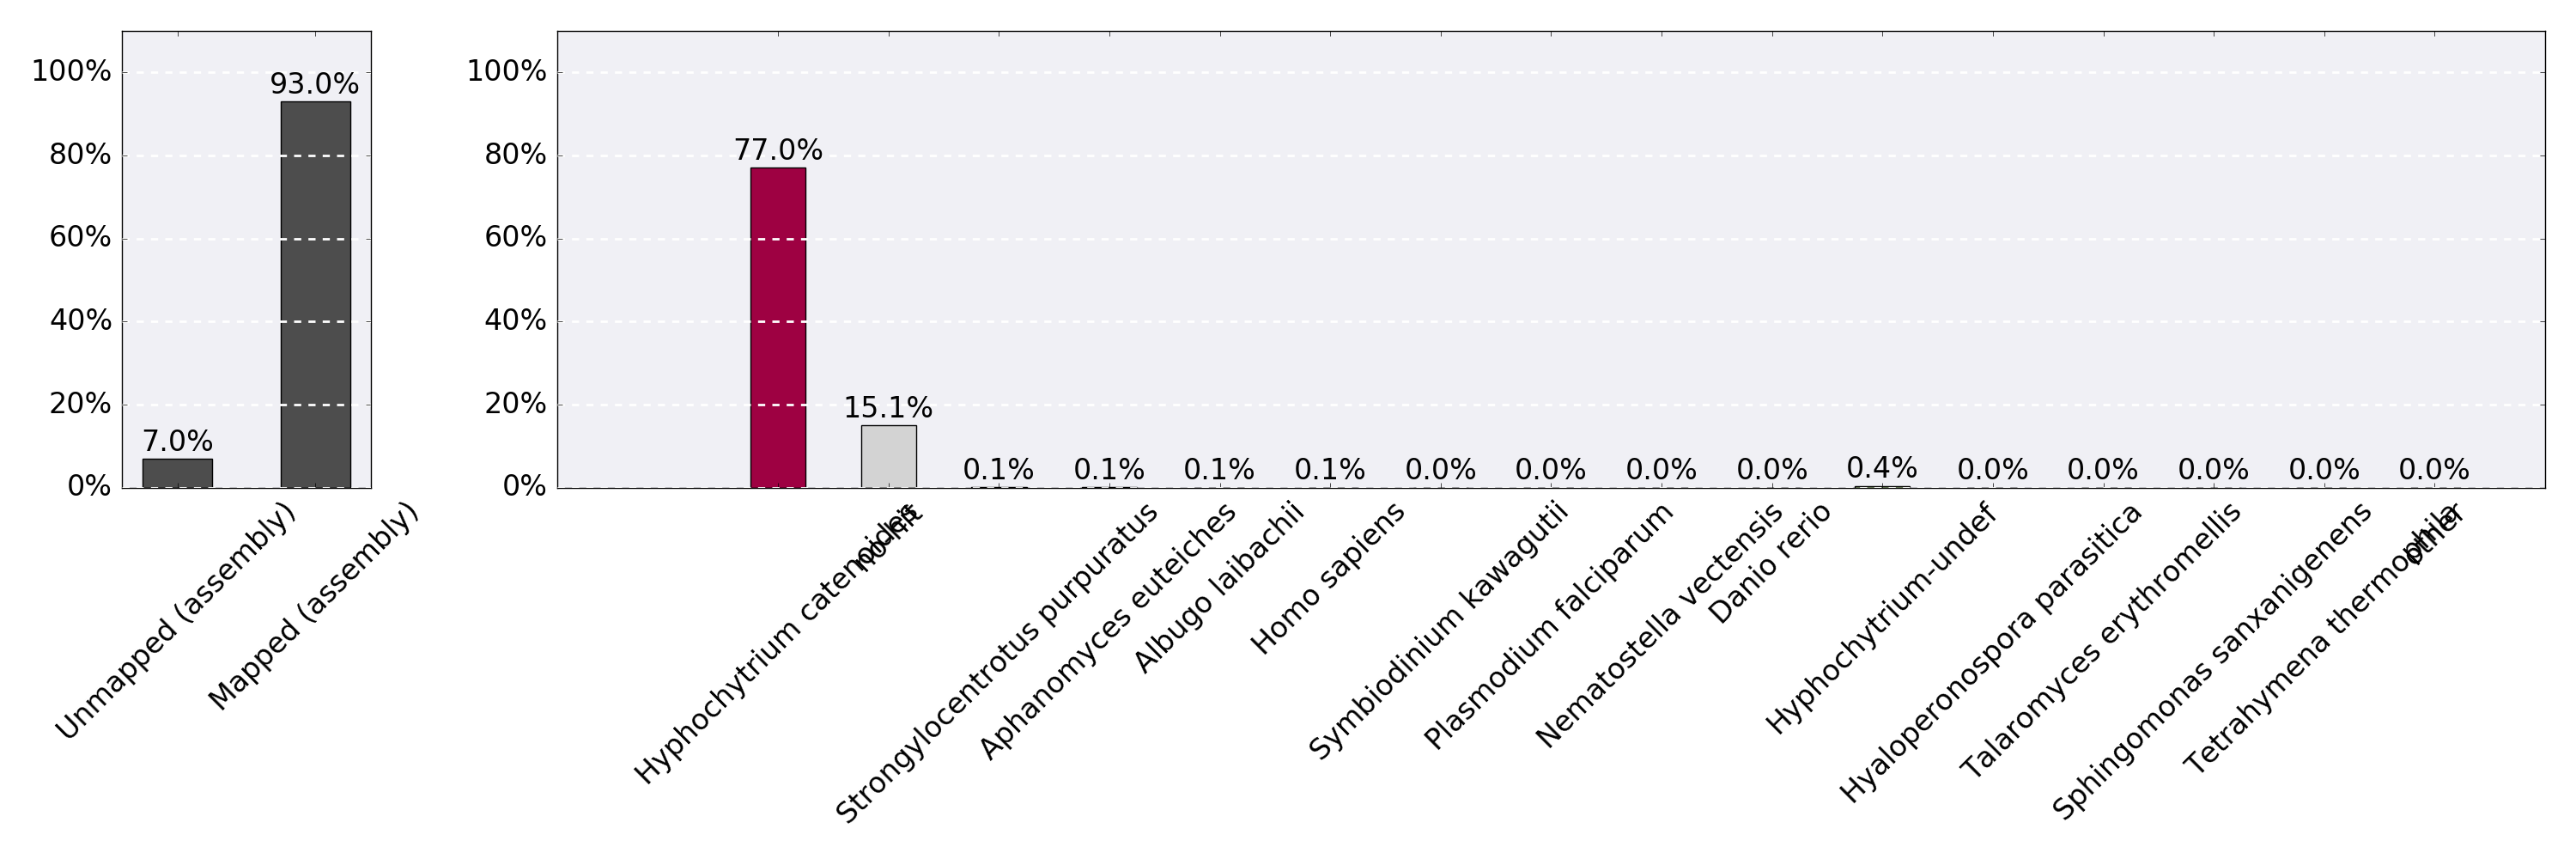 100%
80%
60%
40%
20%
0%
7.0%
93.0%
Unmapped (assembly)
Mapped (assembly)
100%
80%
60%
40%
20%
0%
77.0%
15.1%
0.1%
0.1%
0.1%
0.1%
0.0%
0.0%
0.0%
0.0%
0.4%
0.0%
0.0%
0.0%
0.0%
0.0%
Hyphochytrium catenoides
no-hit
Strongylocentrotus purpuratus
Aphanomyces euteiches
Albugo laibachii
Homo sapiens
Symbiodinium kawagutii
Plasmodium falciparum
Nematostella vectensis
Danio rerio
Hyphochytrium-undef
Hyaloperonospora parasitica
Talaromyces erythromellis
Sphingomonas sanxanigenens
Tetrahymena thermophila
other